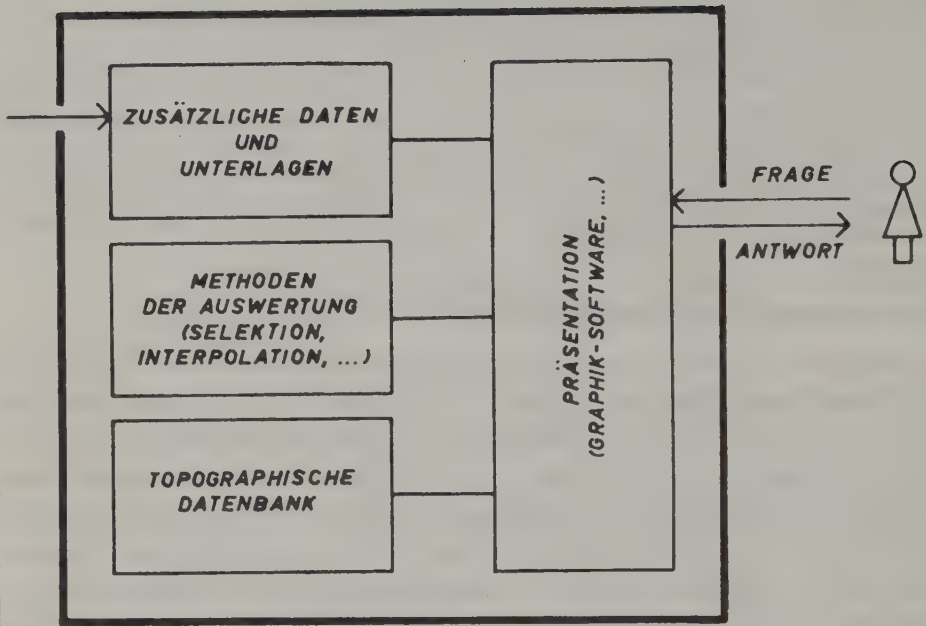 ZUSÄTZLICHE DATEN
UND
UNTERLAGEN
METHODEN
DER AUSWERTUNG
(SELEKTION,
INTERPOLATION, ...)
TOPOGRAPHISCHE
DATENBANK
PRÄSENTATION
(GRAPHIK-SOFTWARE, ...)
FRAGE
ANTWORT